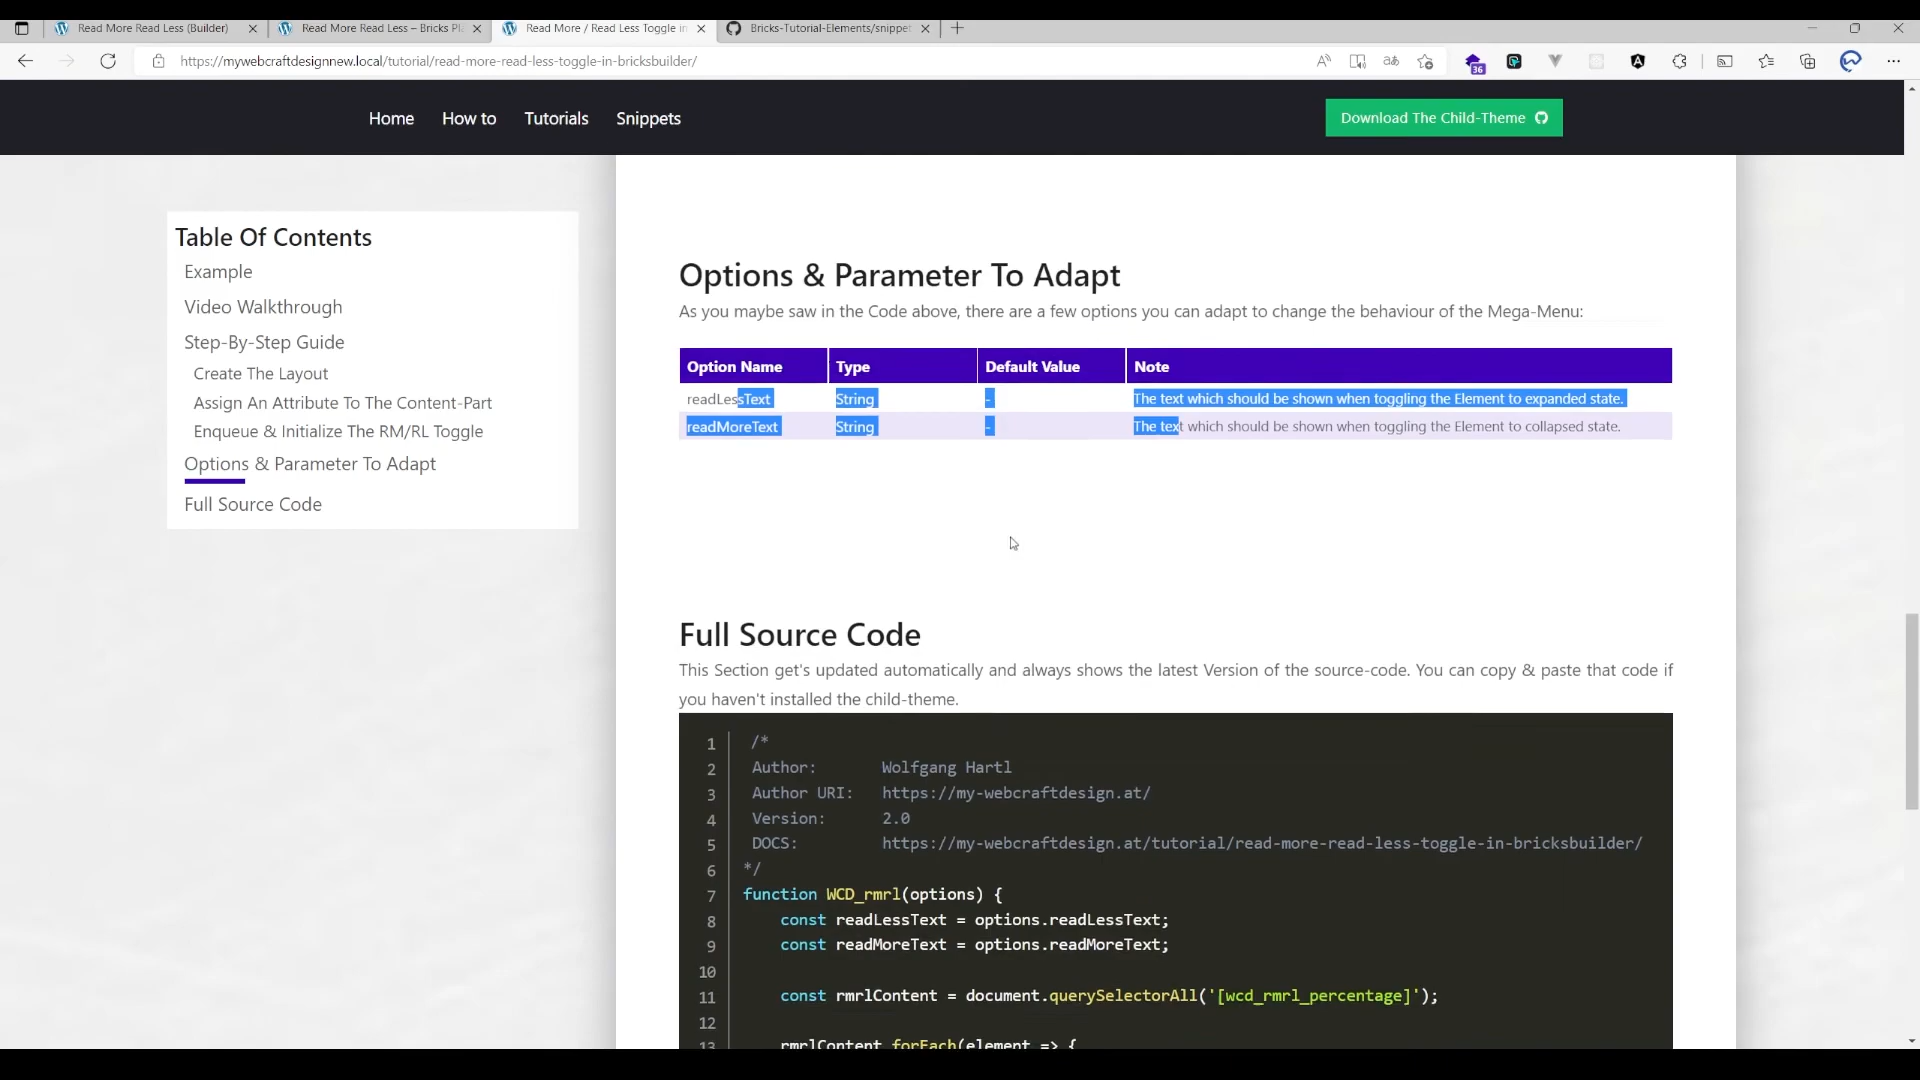 Read More Read Less (Builder)
Read More Read Less – Bricks Pl
Read More / Read Less Toggle in
Bricks-Tutorial-Elements/snippet
https://mywebcraftdesignnew.local/tutorial/read-more-read-less-toggle-in-bricksbuilder/
36
Home How to Tutorials Snippets
Download The Child-Theme
Table Of Contents
Example
Video Walkthrough
Step-By-Step Guide
Create The Layout
Assign An Attribute To The Content-Part
Enqueue & Initialize The RM/RL Toggle
Options & Parameter To Adapt
Full Source Code
Options & Parameter To Adapt
As you maybe saw in the Code above, there are a few options you can adapt to change the behaviour of the Mega-Menu:
Option Name Type Default Value Note
readLessText String - The text which should be shown when toggling the Element to expanded state.
readMoreText String - The text which should be shown when toggling the Element to collapsed state.
Full Source Code
This Section get's updated automatically and always shows the latest Version of the source-code. You can copy & paste that code if
you haven't installed the child-theme.
1 /*
2 Author: Wolfgang Hartl
3 Author URI: https://my-webcraftdesign.at/
4 Version: 2.0
5 DOCS: https://my-webcraftdesign.at/tutorial/read-more-read-less-toggle-in-bricksbuilder/
6 */
7 function WCD_rmrl(options) {
8 const readLessText = options.readLessText;
9 const readMoreText = options.readMoreText;
10
11 const rmrlContent = document.querySelectorAll('[wcd_rmrl_percentage]');
12
13 rmrlContent.forEach(element => {